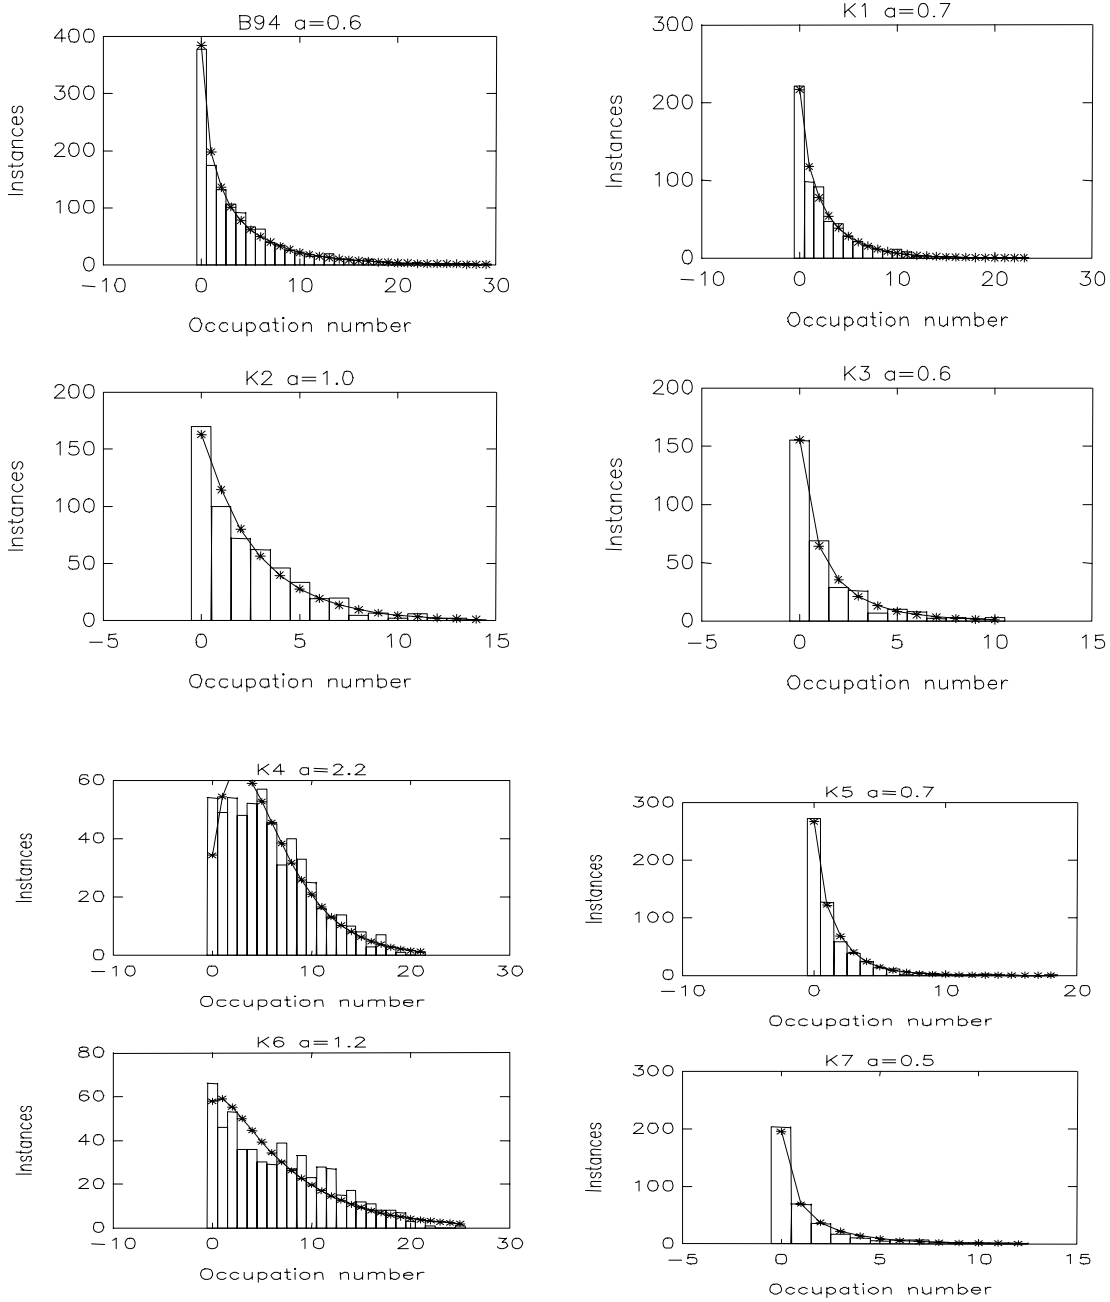 B94 a=0.6
400
300
200
100
0
Instances
−10 0 10 20 30
Occupation number
K1 a=0.7
300
200
100
0
Instances
−10 0 10 20 30
Occupation number
K2 a=1.0
200
150
100
50
0
Instances
−5 0 5 10 15
Occupation number
K3 a=0.6
200
150
100
50
0
Instances
−5 0 5 10 15
Occupation number
K4 a=2.2
60
40
20
0
Instances
−10 0 10 20 30
Occupation number
K5 a=0.7
300
200
100
0
Instances
−10 0 10 20
Occupation number
K6 a=1.2
80
60
40
20
0
Instances
−10 0 10 20 30
Occupation number
K7 a=0.5
300
200
100
0
Instances
−5 0 5 10 15
Occupation number